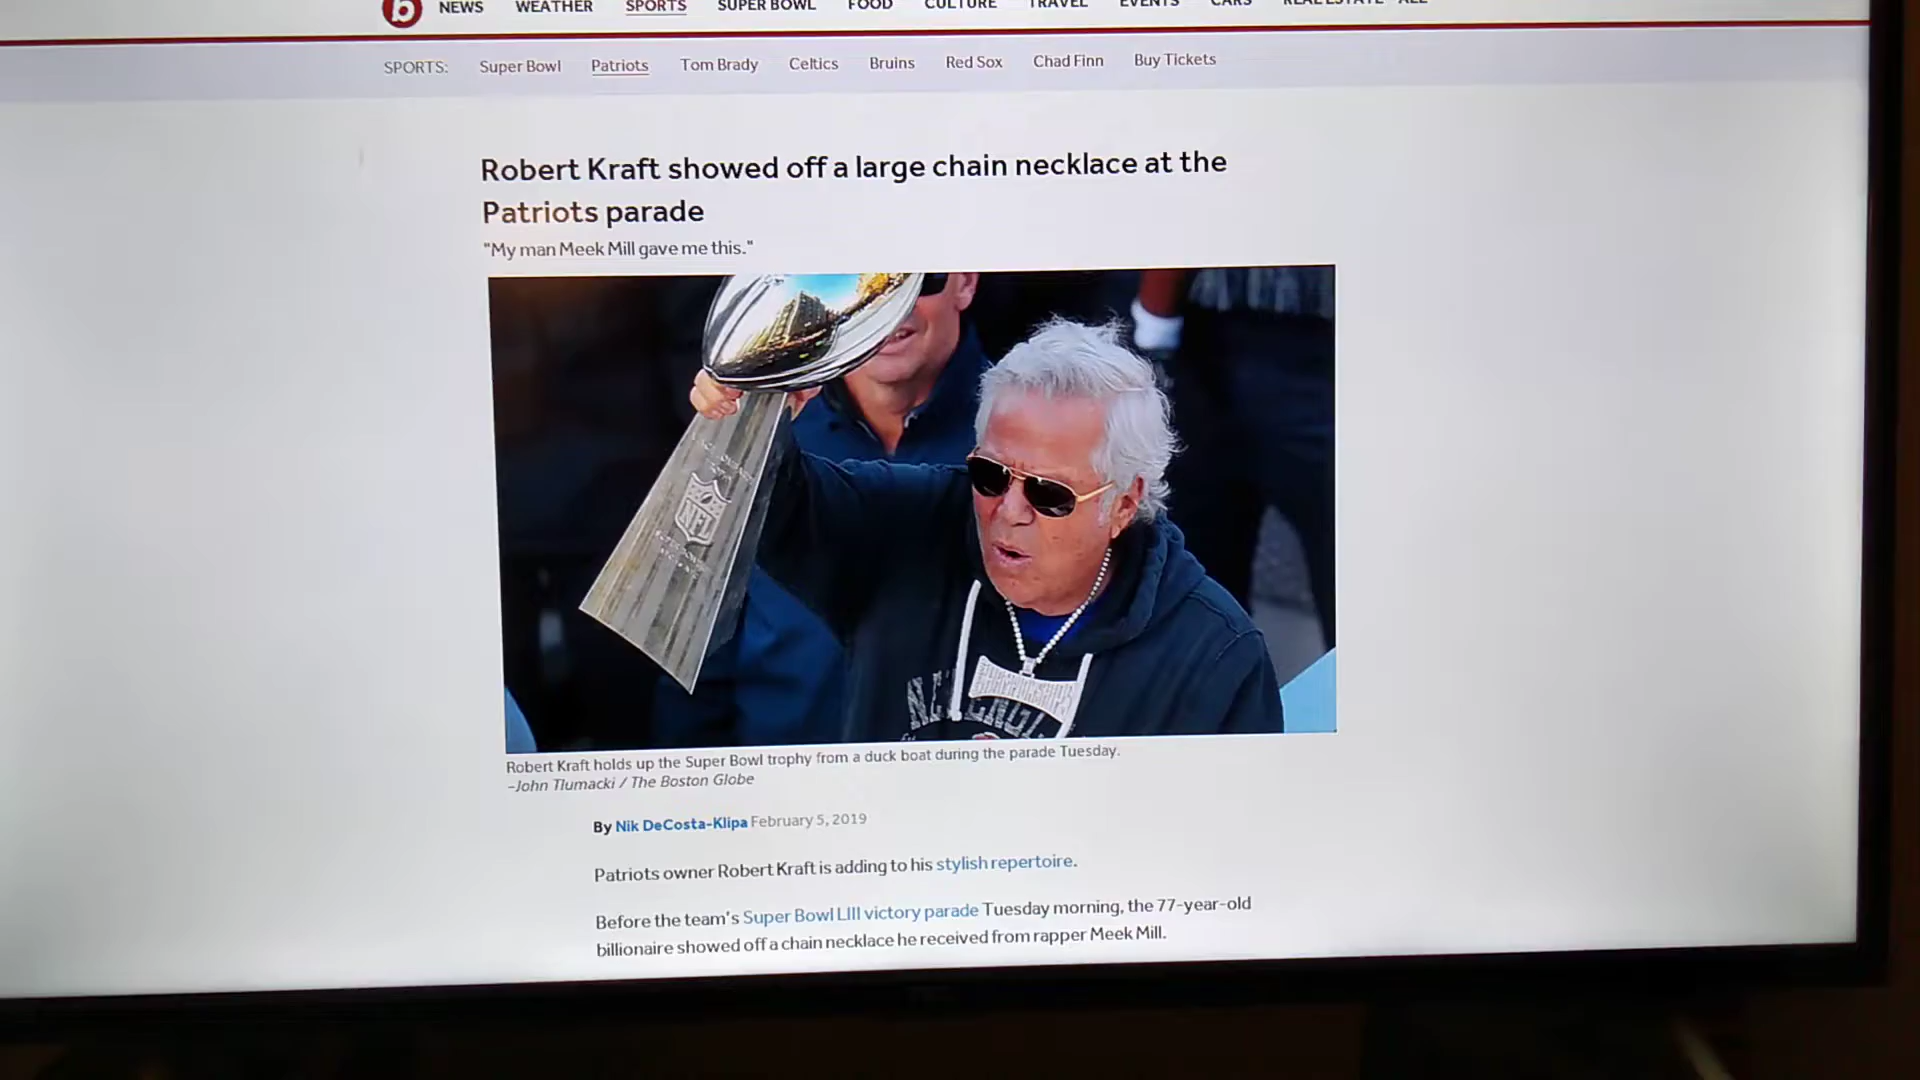 b NEWS WEATHER SPORTS SUPER BOWL FOOD CULTURE TRAVEL EVENTS CARS REAL ESTATE ALL
SPORTS: Super Bowl Patriots Tom Brady Celtics Bruins Red Sox Chad Finn Buy Tickets
Robert Kraft showed off a large chain necklace at the
Patriots parade
"My man Meek Mill gave me this."
NFL
Robert Kraft holds up the Super Bowl trophy from a duck boat during the parade Tuesday.
–John Tlumacki / The Boston Globe
By Nik DeCosta-Klipa February 5, 2019
Patriots owner Robert Kraft is adding to his stylish repertoire.
Before the team's Super Bowl LIII victory parade Tuesday morning, the 77-year-old
billionaire showed off a chain necklace he received from rapper Meek Mill.